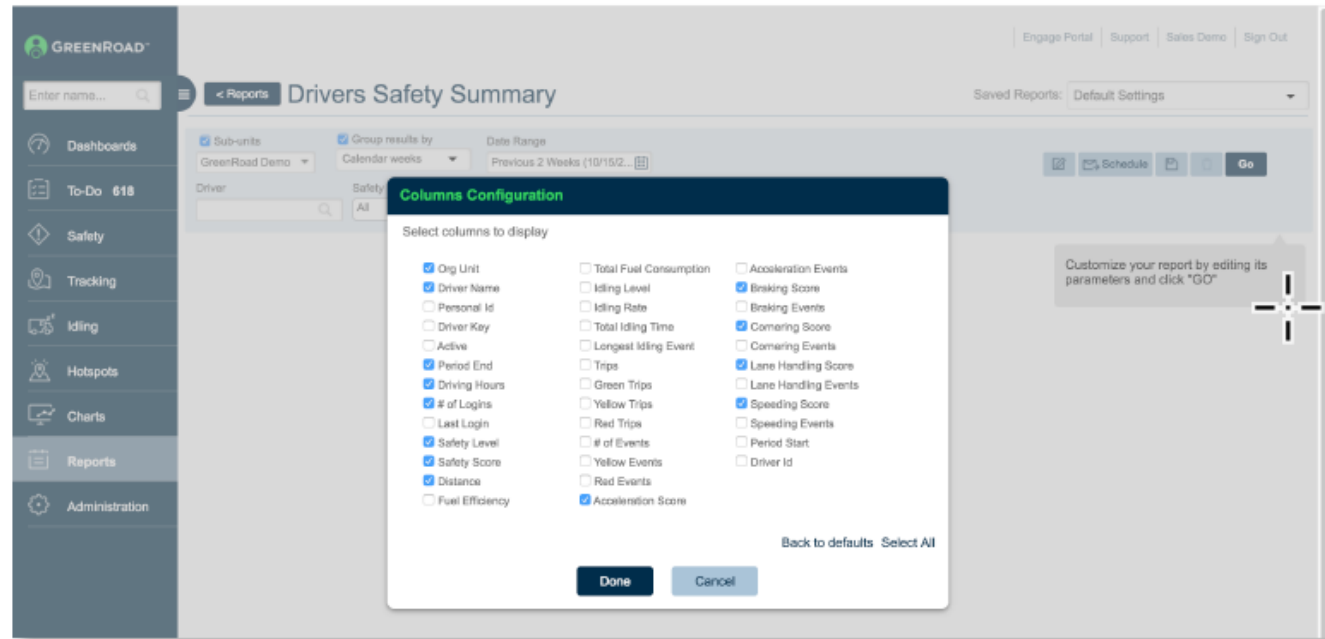 GREENROAD
Engage Portal Support Sales Demo Sign Out
Enter name...
< Reports Drivers Safety Summary
Saved Reports: Default Settings
Dashboards
To-Do 618
Safety
Tracking
Idling
Hotspots
Charts
Reports
Administration
Sub-units
Group results by
Date Range
GreenRoad Demo
Calendar weeks
Previous 2 Weeks (10/15/2...
Schedule
Go
Driver
Safety
All
Customize your report by editing its
parameters and click "GO"
Columns Configuration
Select columns to display
Org Unit
Driver Name
Personal Id
Driver Key
Active
Period End
Driving Hours
# of Logins
Last Login
Safety Level
Safety Score
Distance
Fuel Efficiency
Total Fuel Consumption
Idling Level
Idling Rate
Total Idling Time
Longest Idling Event
Trips
Green Trips
Yellow Trips
Red Trips
# of Events
Yellow Events
Red Events
Acceleration Score
Acceleration Events
Braking Score
Braking Events
Cornering Score
Cornering Events
Lane Handling Score
Lane Handling Events
Speeding Score
Speeding Events
Period Start
Driver Id
Back to defaults Select All
Done Cancel